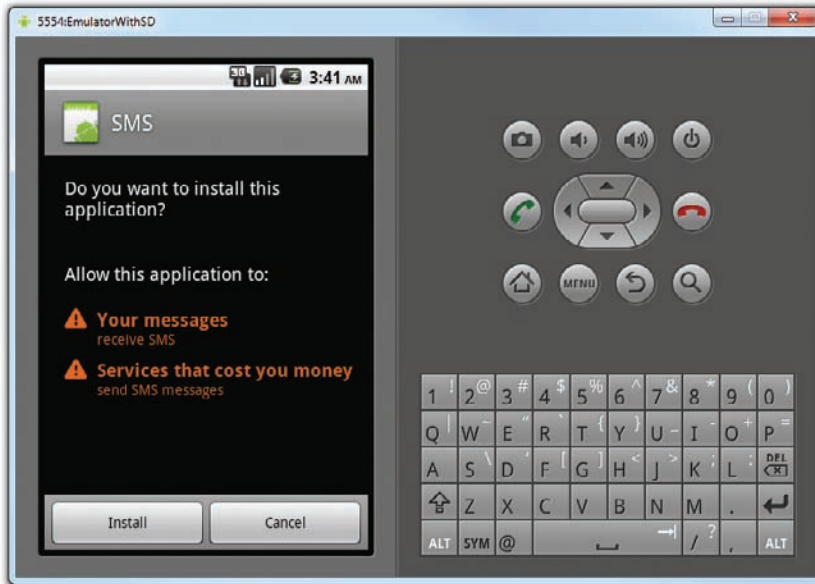 5554:EmulatorWithSD
3G 3:41 AM
SMS
Do you want to install this
application?
Allow this application to:
Your messages
receive SMS
Services that cost you money
send SMS messages
Install Cancel
MENU
1 ! 2 @ 3 # 4 $ 5 % 6 ^ 7 & 8 * 9 ( 0 )
Q | W ~ E " R ` T { Y } U _ I - O + P =
A S \ D ' F [ G ] H < J > K ; L : DEL
Z X C V B N M .
ALT SYM @ / ? , ALT